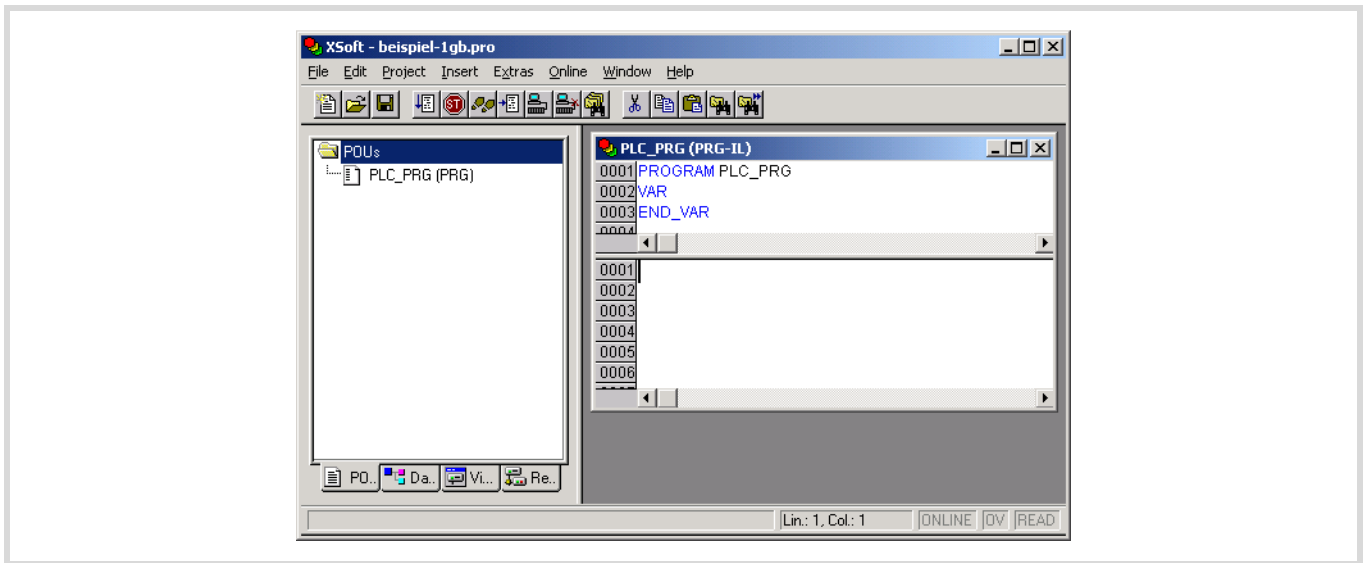 XSoft - beispiel-1gb.pro
File Edit Project Insert Extras Online Window Help
ST
POUs
PLC_PRG (PRG)
PLC_PRG (PRG-IL)
0001 PROGRAM PLC_PRG
0002 VAR
0003 END_VAR
0004
0001
0002
0003
0004
0005
0006
PO.. Da.. Vi... Re..
Lin.: 1, Col.: 1 ONLINE OV READ